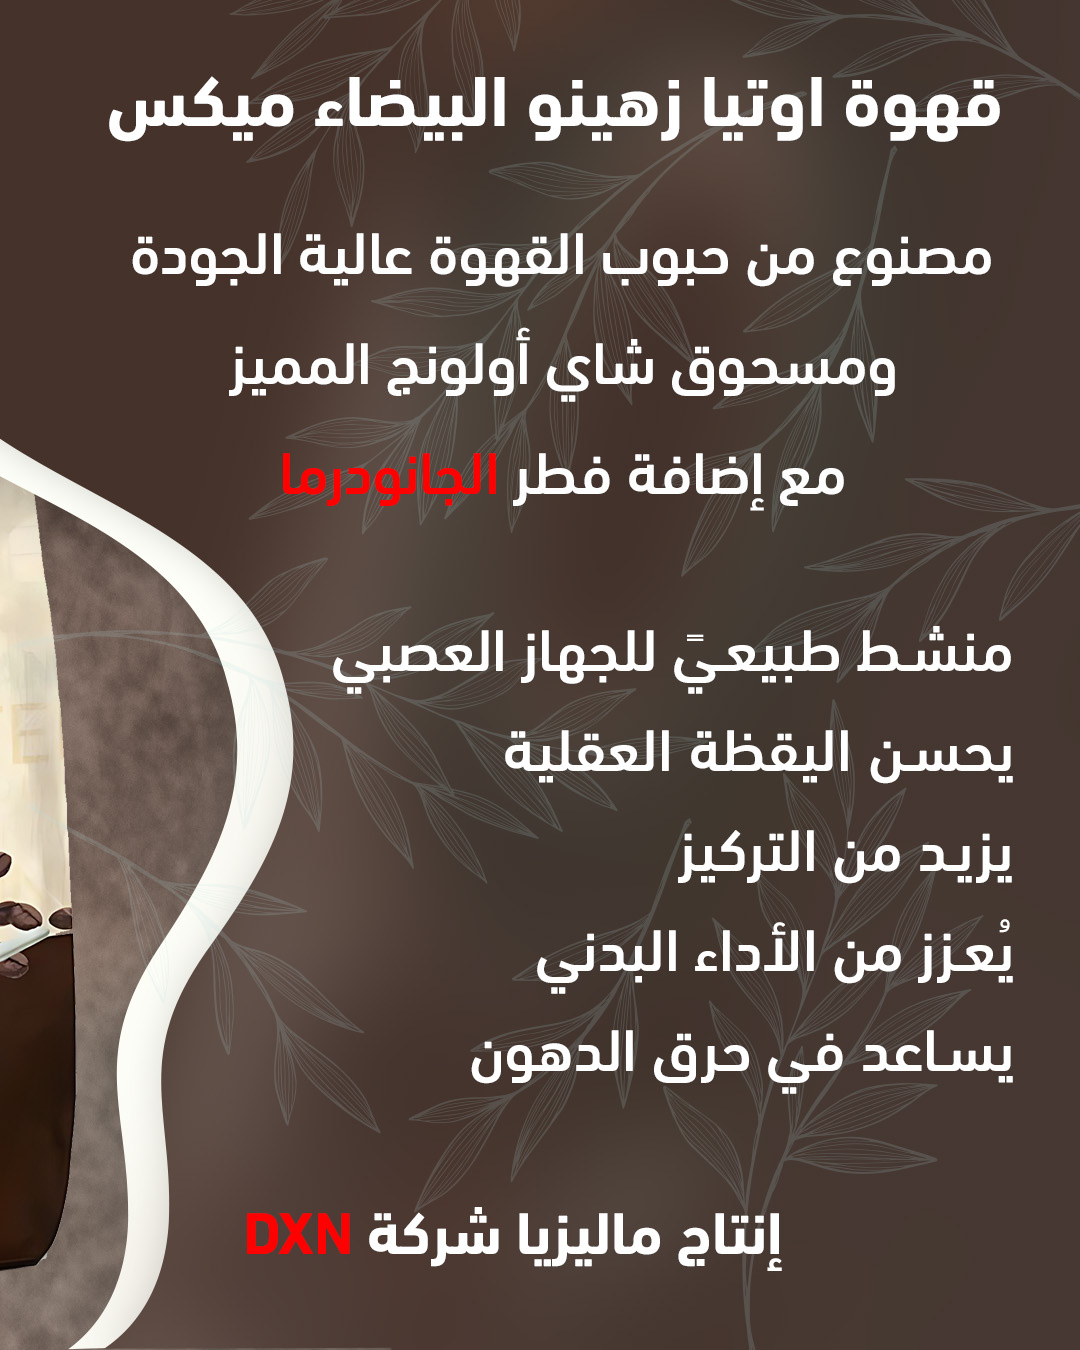 قهوة اوتيا زهينو البيضاء ميكس
مصنوع من حبوب القهوة عالية الجودة
ومسحوق شاي أولونج المميز
مع إضافة فطر الجانودرما
منشط طبيعيً للجهاز العصبي
يحسن اليقظة العقلية
يزيد من التركيز
يُعزز من الأداء البدني
يساعد في حرق الدهون
إنتاج ماليزيا شركة DXN